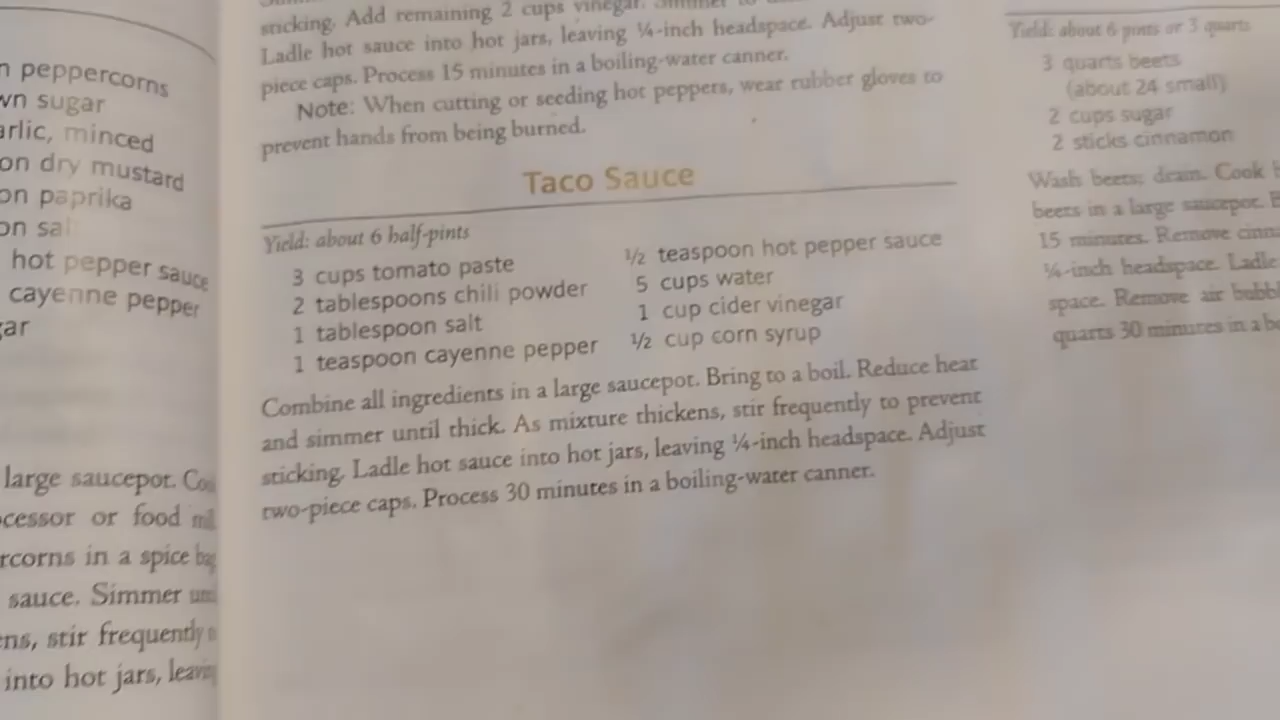 n peppercorns
wn sugar
arlic, minced
on dry mustard
on paprika
on sal
hot pepper sauce
cayenne pepper
gar
large saucepot.
cessor or food
rcorns in a spice bag
sauce. Simmer
ens, stir frequently
into hot jars, leaving
sticking. Add remaining 2 cups vinegar.
Ladle hot sauce into hot jars, leaving ¼-inch headspace. Adjust two-
piece caps. Process 15 minutes in a boiling-water canner.
Note: When cutting or seeding hot peppers, wear rubber gloves to
prevent hands from being burned.
Taco Sauce
Yield: about 6 half-pints
3 cups tomato paste
2 tablespoons chili powder
1 tablespoon salt
1 teaspoon cayenne pepper
½ teaspoon hot pepper sauce
5 cups water
1 cup cider vinegar
½ cup corn syrup
Combine all ingredients in a large saucepot. Bring to a boil. Reduce heat
and simmer until thick. As mixture thickens, stir frequently to prevent
sticking. Ladle hot sauce into hot jars, leaving ¼-inch headspace. Adjust
two-piece caps. Process 30 minutes in a boiling-water canner.
Yield: about 6 pints or 3 quarts
3 quarts beets
(about 24 small)
2 cups sugar
2 sticks cinnamon
Wash beets; drain. Cook b
beets in a large saucepot.
15 minutes. Remove cinn
¼-inch headspace. Ladle
space. Remove air bubbl
quarts 30 minutes in a bo